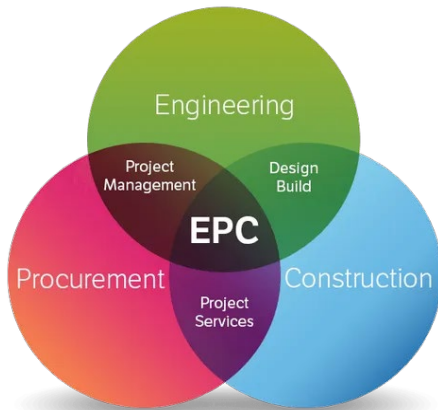 Engineering
Project
Management
Design
Build
EPC
Procurement
Construction
Project
Services